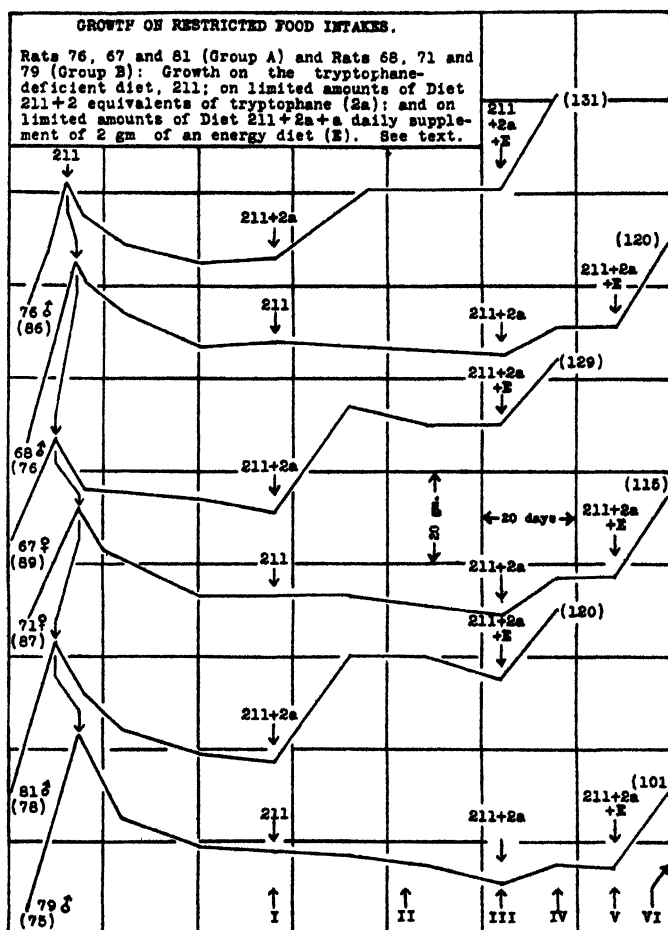 GROWTH ON RESTRICTED FOOD INTAKES.
Rats 76, 67 and 81 (Group A) and Rats 68, 71 and
79 (Group B): Growth on the tryptophane-
deficient diet, 211; on limited amounts of Diet
211+2 equivalents of tryptophane (2a); and on
limited amounts of Diet 211+2a+a daily supple-
ment of 2 gm of an energy diet (E). See text.
211
+2a
+E
(131)
211
211+2a
(120)
211+2a
+E
76 ♂
(86)
211
211+2a
211+2a
+E
(129)
68 ♂
(76
211+2a
20 gm.
20 days
(115)
211+2a
+E
67 ♀
(89)
211
211+2a
211+2a
+E
(120)
71 ♀
(87)
211+2a
81 ♂
(78)
211
211+2a
211+2a
+E
(101
79 ♂
(75)
I II III IV V VI